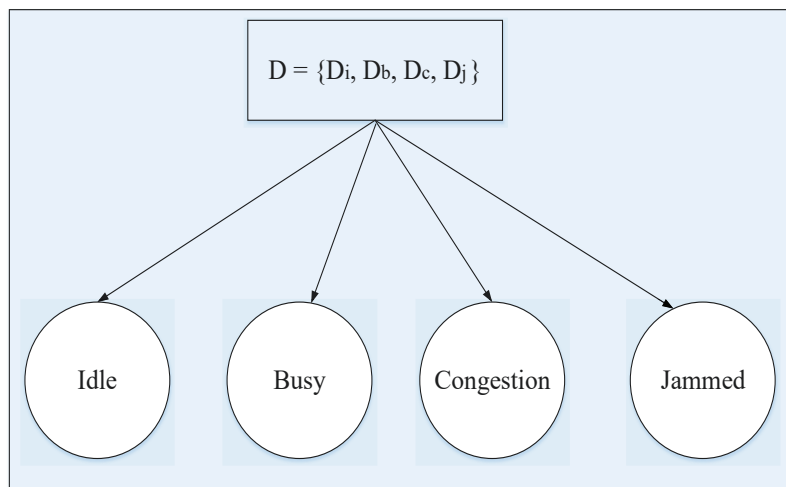 D = {Di, Db, Dc, Dj}
Idle
Busy
Congestion
Jammed